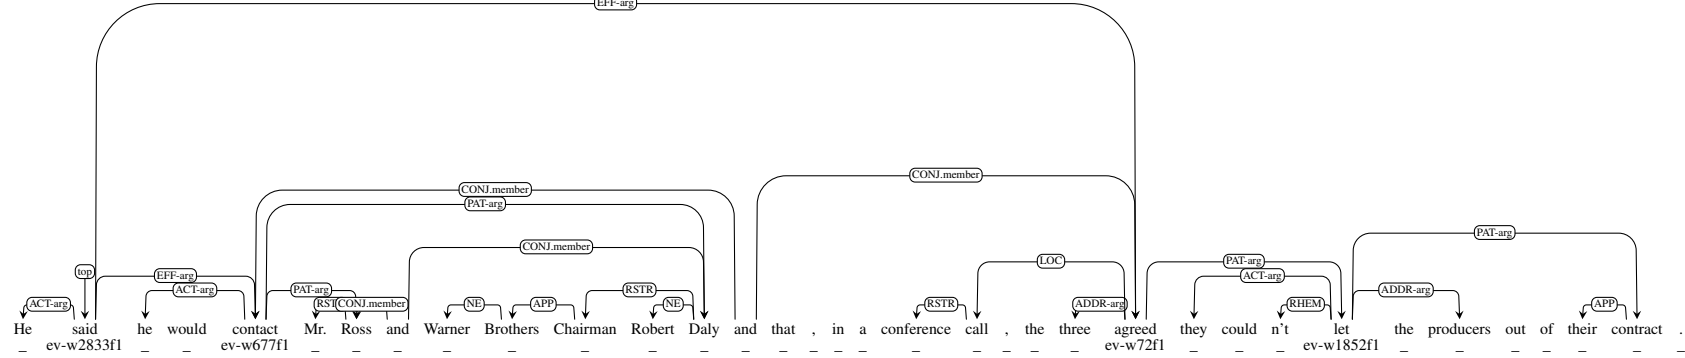 EFF-arg
CONJ.member
CONJ.member
PAT-arg
PAT-arg
CONJ.member
LOC
PAT-arg
top
EFF-arg
ACT-arg
ACT-arg
PAT-arg
RSTR
ADDR-arg
ACT-arg
CONJ.member
NE
APP
NE
RSTR
ADDR-arg
RHEM
APP
He said he would contact Mr. Ross and Warner Brothers Chairman Robert Daly and that , in a conference call , the three agreed they could n't let the producers out of their contract .
_ ev-w2833f1 _ _ ev-w677f1 _ _ _ _ _ _ _ _ _ _ _ _ _ _ _ _ _ _ ev-w72f1 _ _ _ ev-w1852f1 _ _ _ _ _ _ _